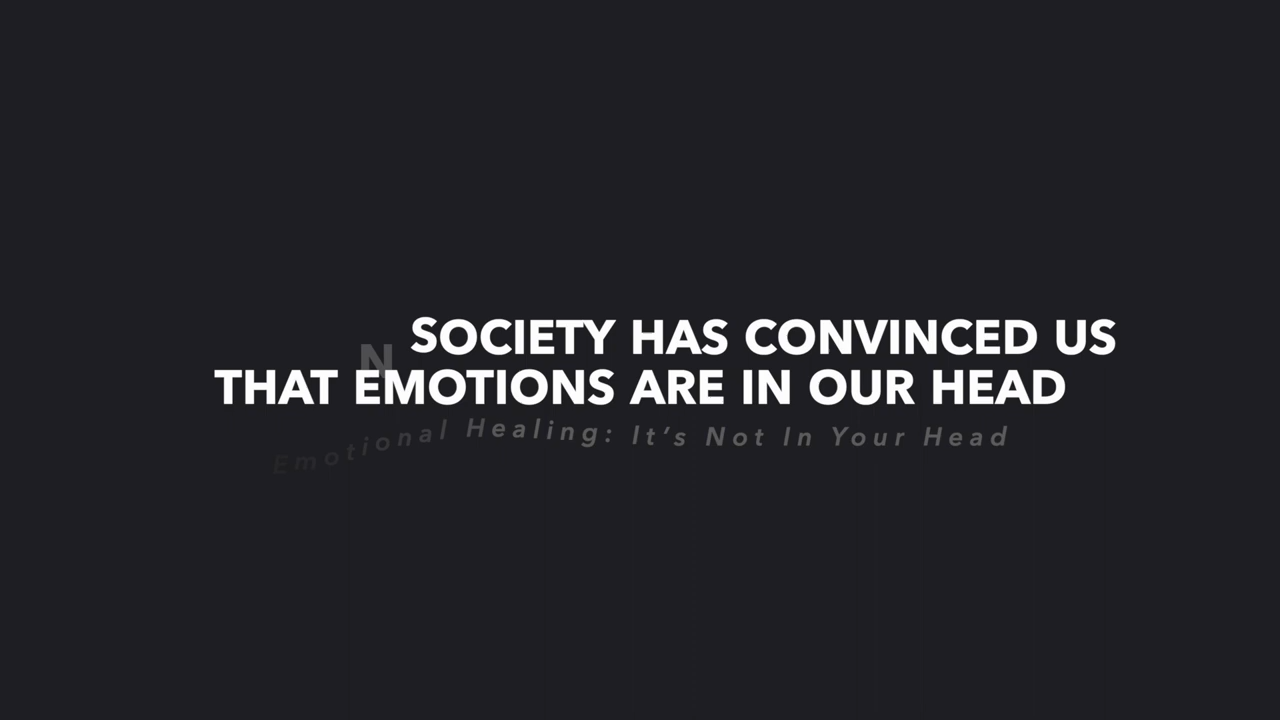 N SOCIETY HAS CONVINCED US
THAT EMOTIONS ARE IN OUR HEAD
Emotional Healing: It’s Not In Your Head